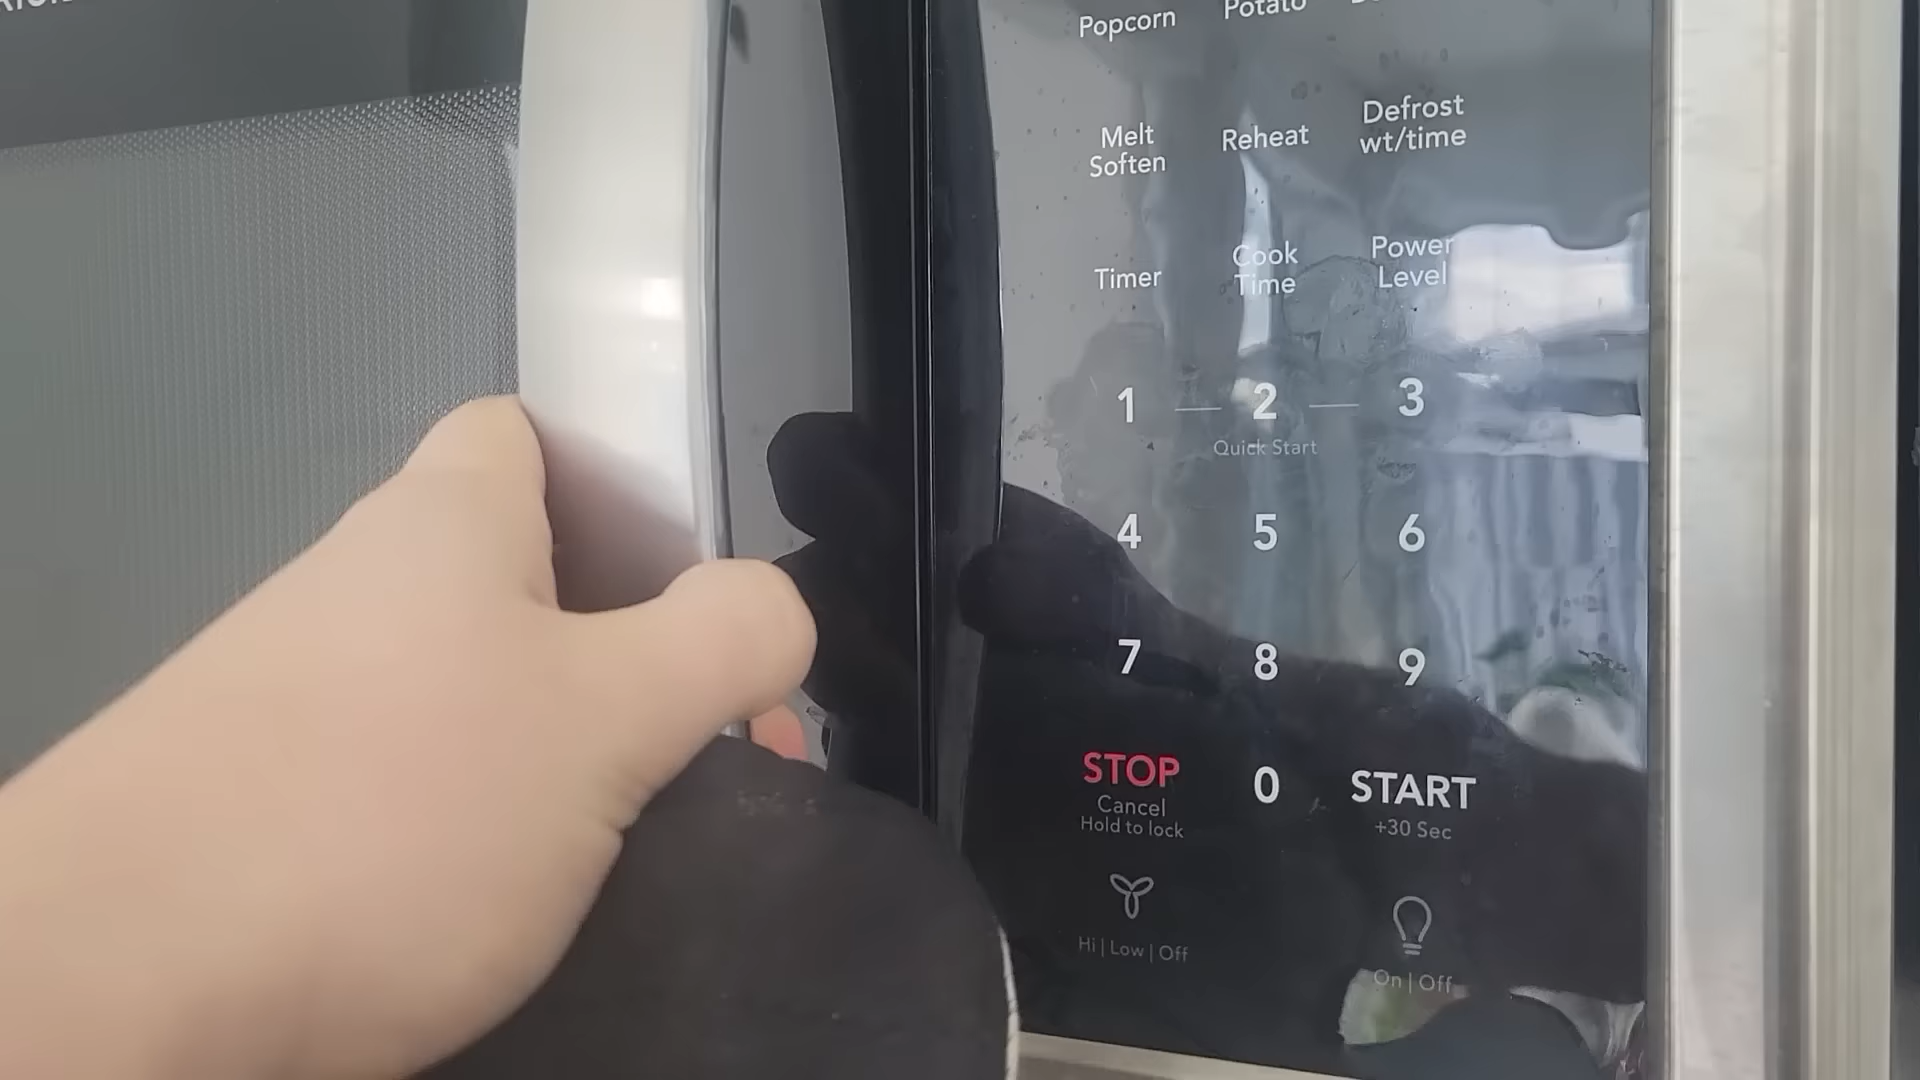 Popcorn Potato
Melt Soften Reheat Defrost wt/time
Timer Cook Time Power Level
1 2 3
Quick Start
4 5 6
7 8 9
STOP 0 START
Cancel +30 Sec
Hold to lock
Hi | Low | Off On | Off